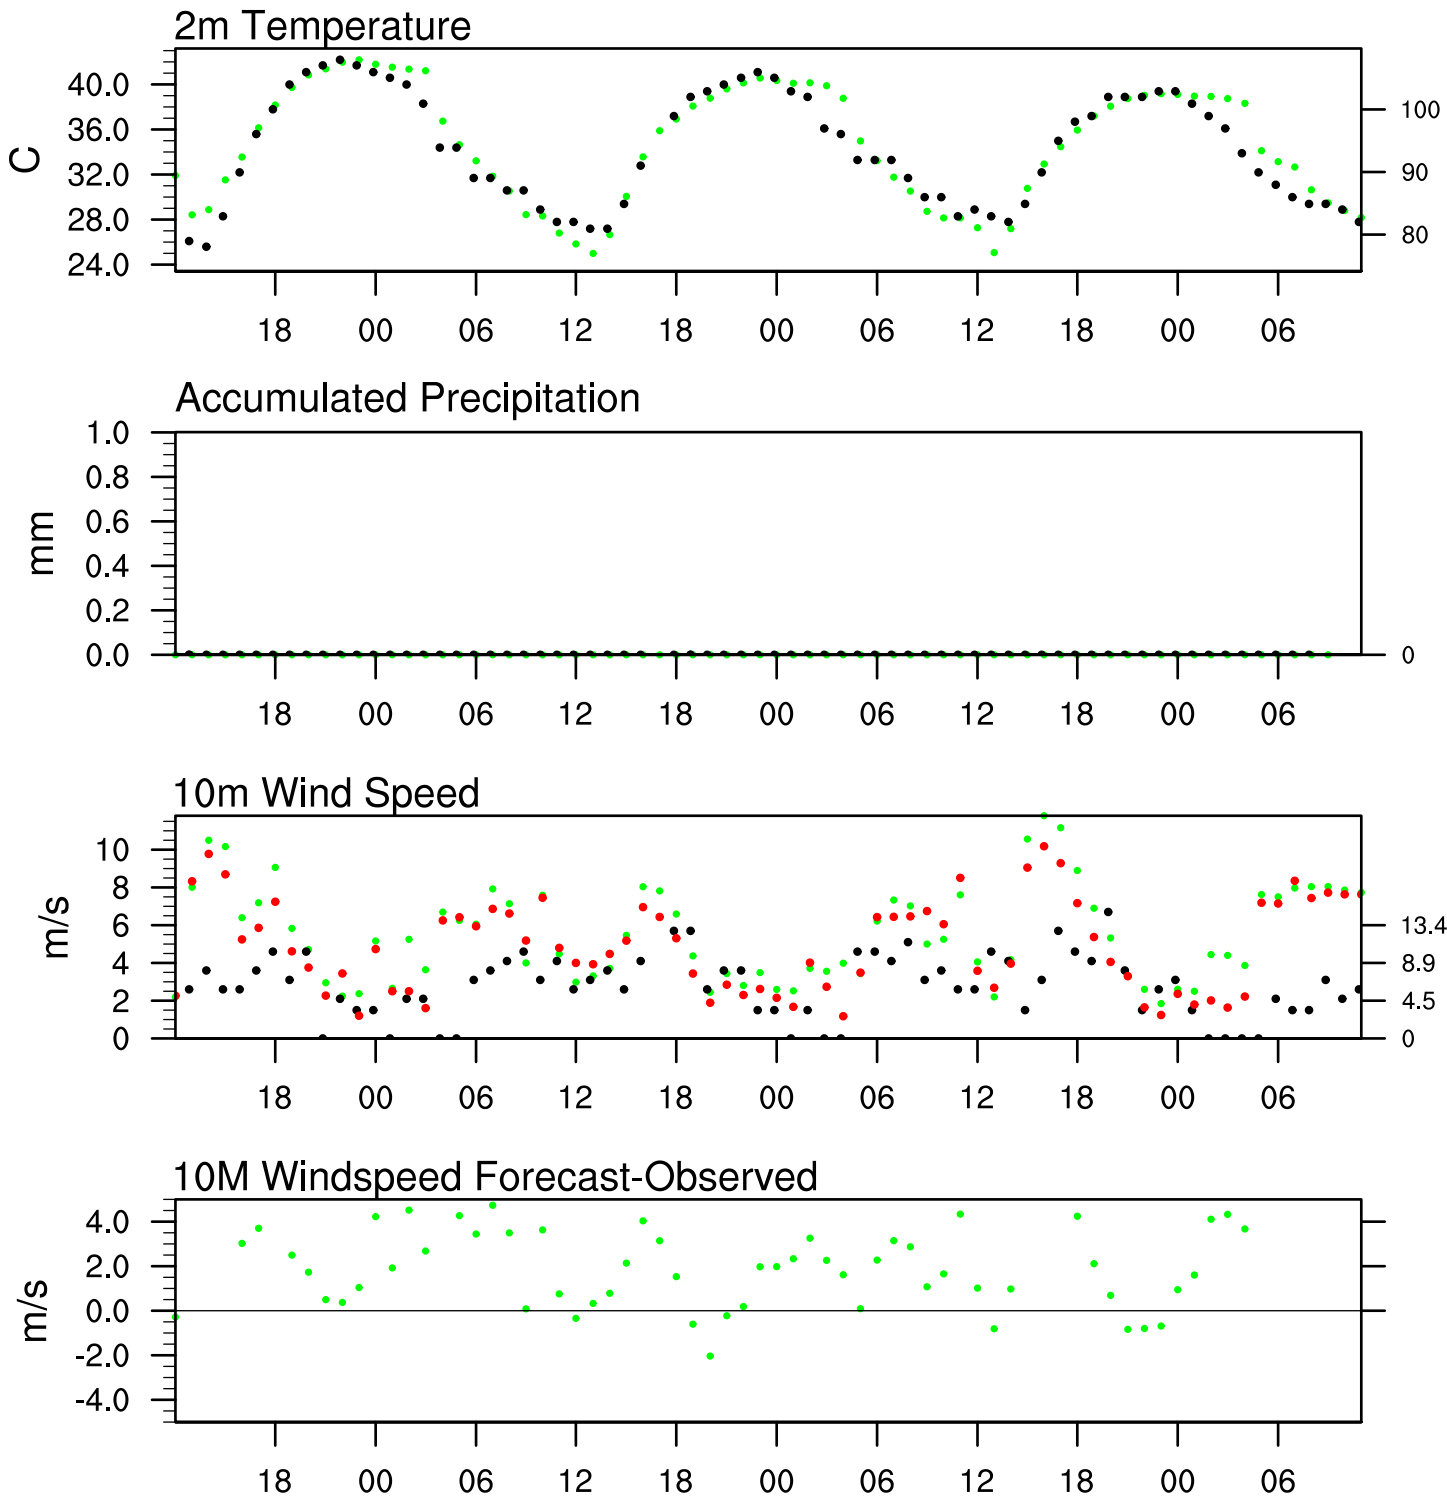 2m Temperature
40.0
36.0
32.0
28.0
24.0
C
100
90
80
18 00 06 12 18 00 06 12 18 00 06
Accumulated Precipitation
1.0
0.8
0.6
0.4
0.2
0.0
mm
0
18 00 06 12 18 00 06 12 18 00 06
10m Wind Speed
10
8
6
4
2
0
m/s
13.4
8.9
4.5
0
18 00 06 12 18 00 06 12 18 00 06
10M Windspeed Forecast-Observed
4.0
2.0
0.0
-2.0
-4.0
m/s
18 00 06 12 18 00 06 12 18 00 06